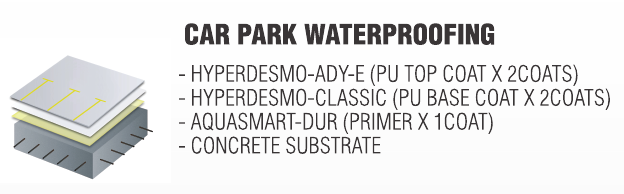 CAR PARK WATERPROOFING
- HYPERDESMO-ADY-E (PU TOP COAT X 2COATS)
- HYPERDESMO-CLASSIC (PU BASE COAT X 2COATS)
- AQUASMART-DUR (PRIMER X 1COAT)
- CONCRETE SUBSTRATE